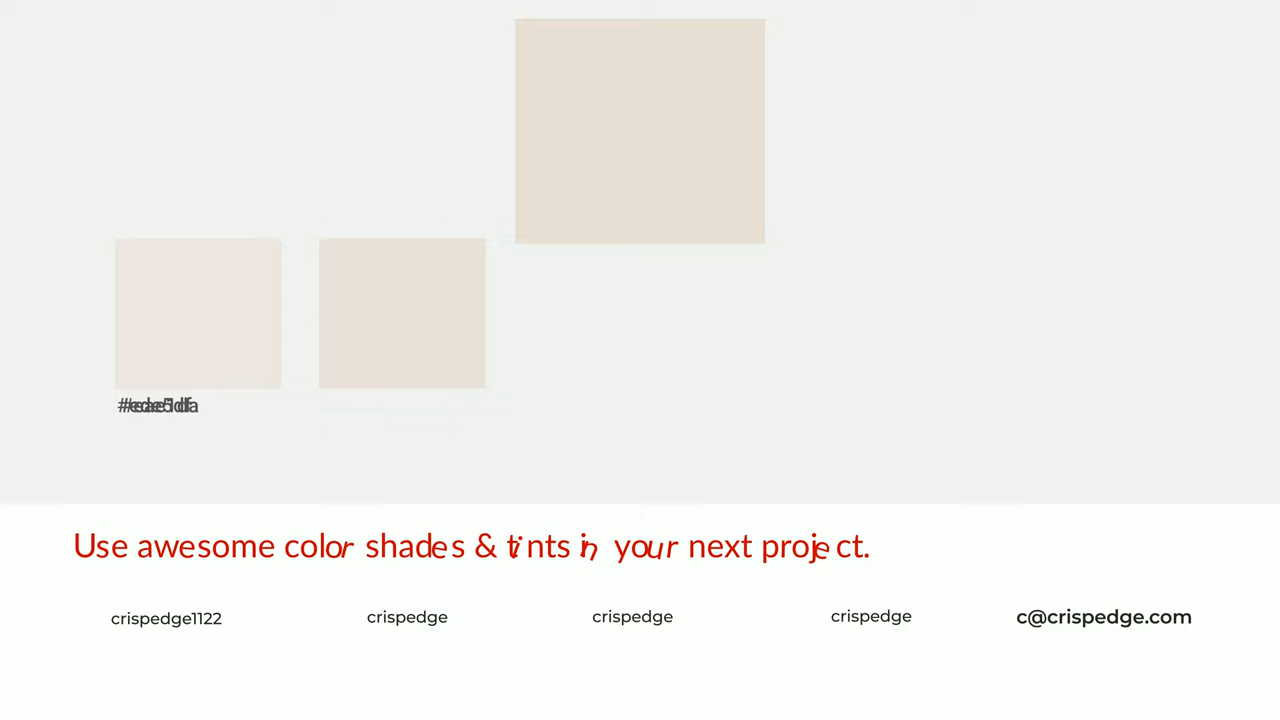 Use awesome color shades & tints in your next project.
crispedge1122 crispedge crispedge crispedge c@crispedge.com